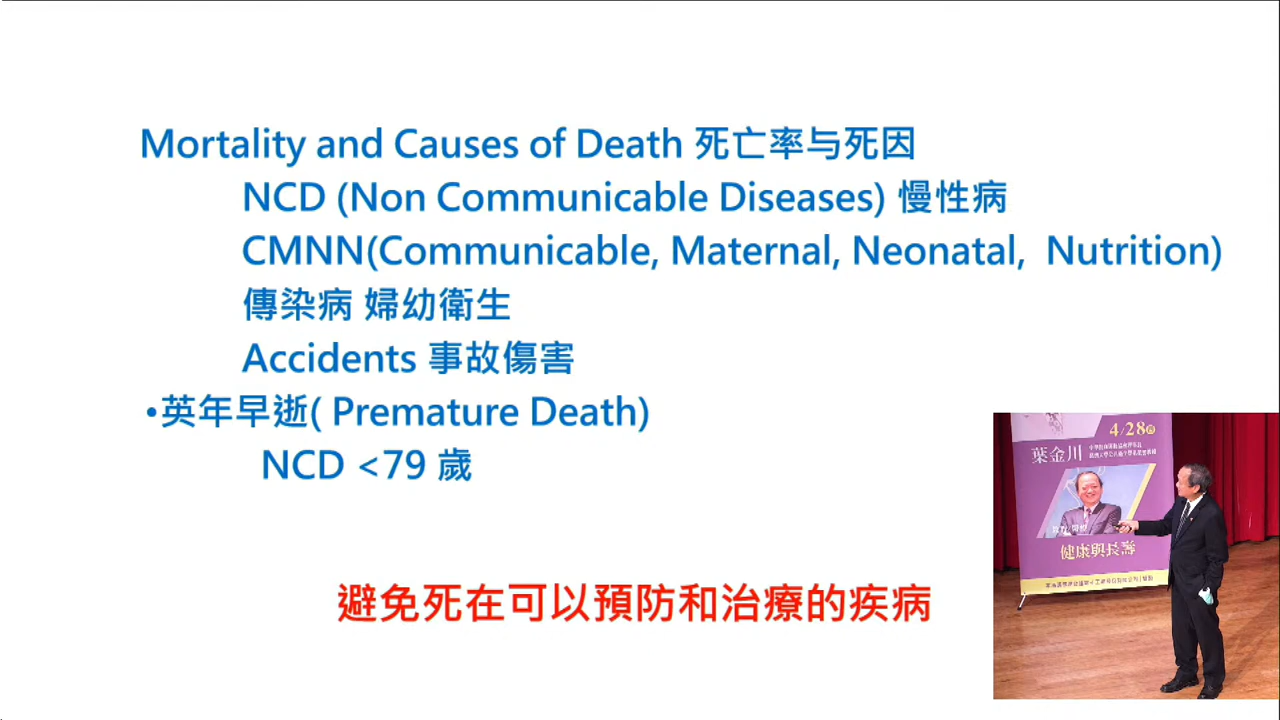 Mortality and Causes of Death 死亡率与死因
NCD (Non Communicable Diseases) 慢性病
CMNN(Communicable, Maternal, Neonatal, Nutrition)
傳染病 婦幼衛生
Accidents 事故傷害
•英年早逝( Premature Death)
NCD <79 歲
避免死在可以預防和治療的疾病
4/28
葉金川
健康與長壽